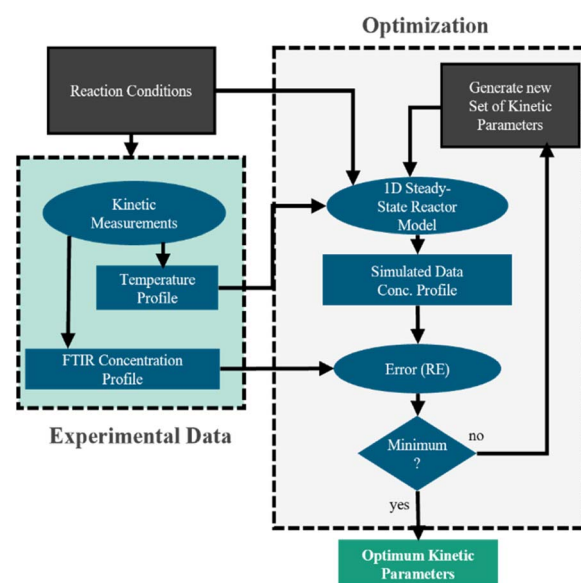 Optimization
Reaction Conditions
Generate new
Set of Kinetic
Parameters
Kinetic
Measurements
1D Steady-
State Reactor
Model
Temperature
Profile
Simulated Data
Conc. Profile
FTIR Concentration
Profile
Error (RE)
Experimental Data
Minimum
?
no
yes
Optimum Kinetic
Parameters